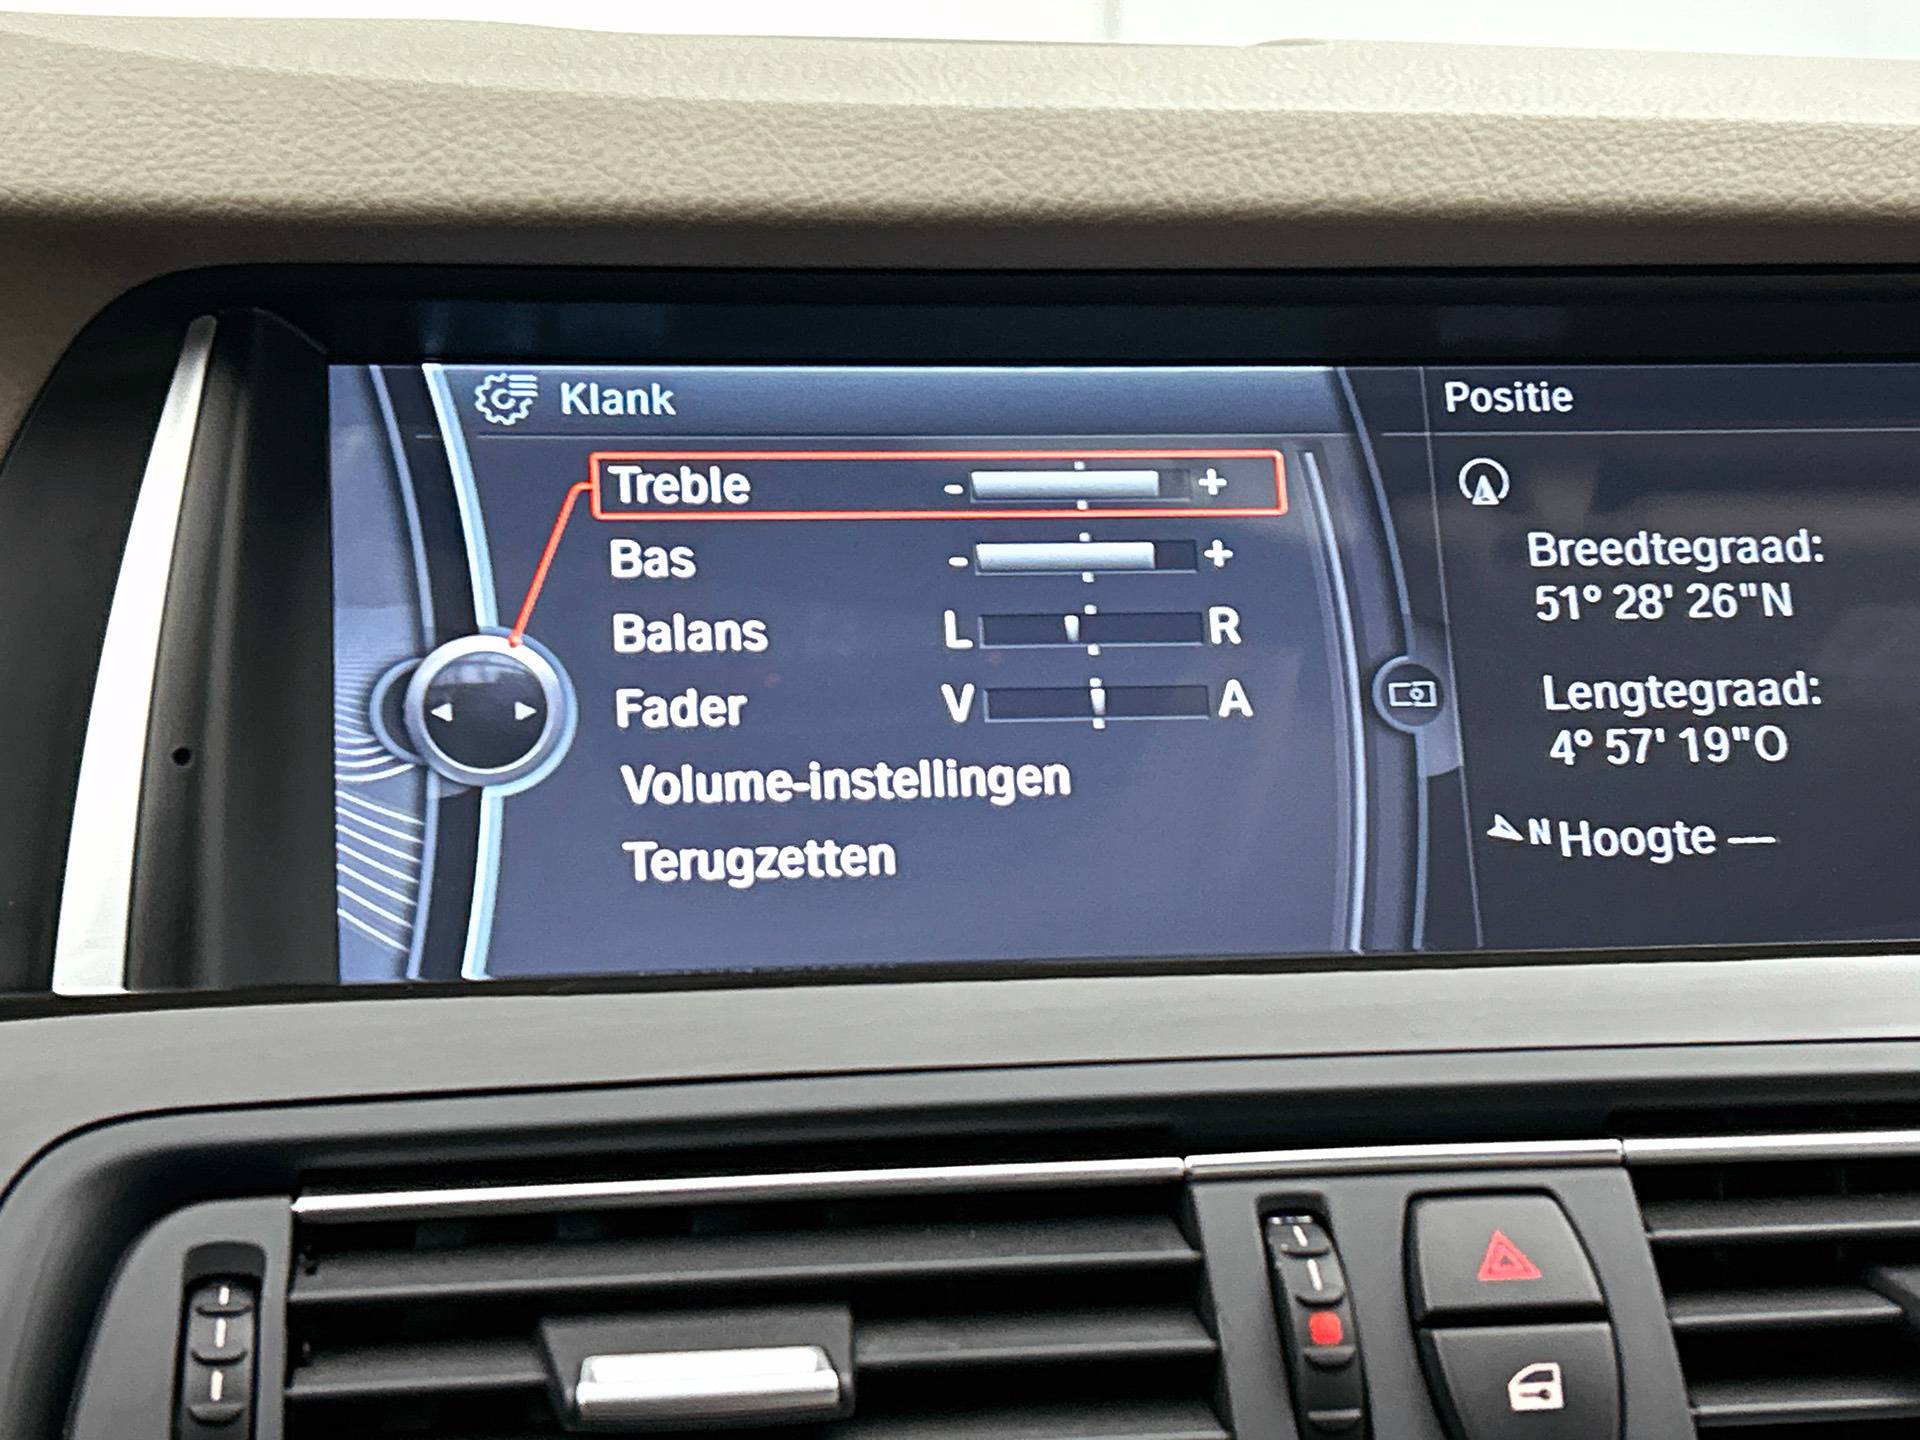 Klank
Treble - +
Bas - +
Balans L R
Fader V A
Volume-instellingen
Terugzetten
Positie
Breedtegraad:
51° 28' 26"N
Lengtegraad:
4° 57' 19"O
N Hoogte —